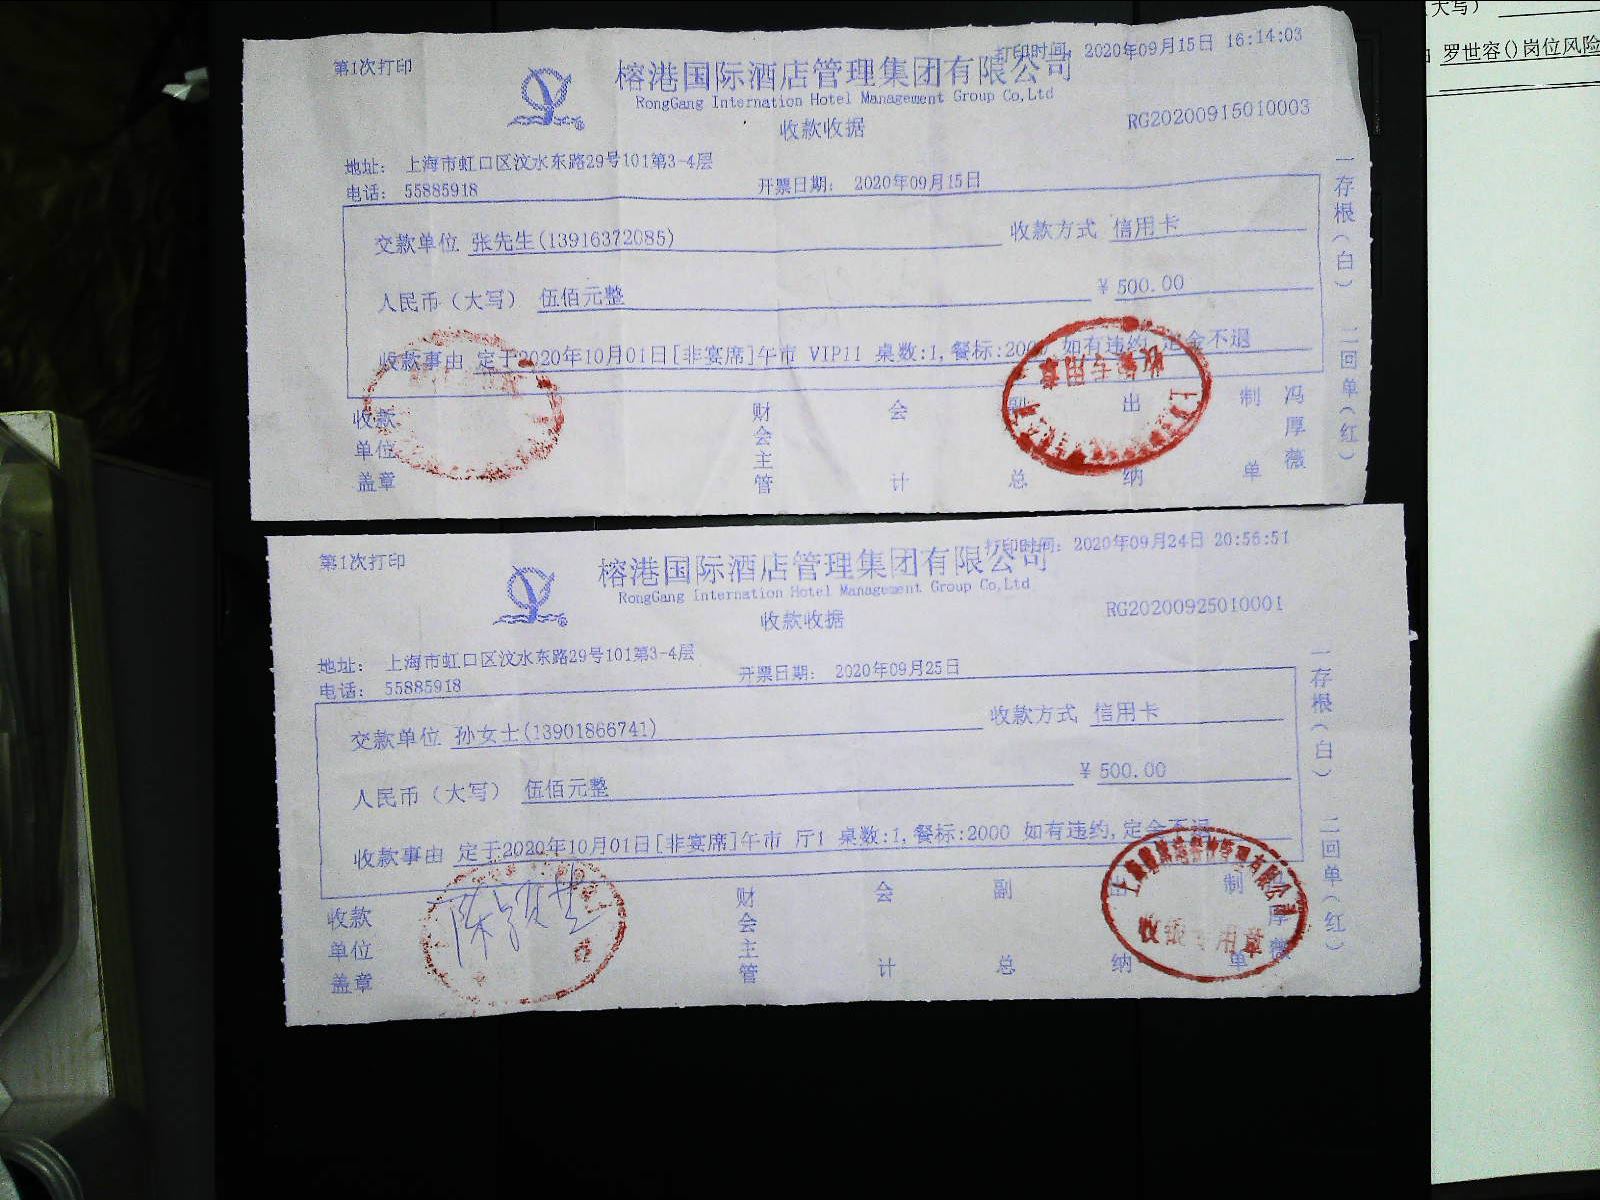 第1次打印
打印时间: 2020年09月15日 16:14:03
榕港国际酒店管理集团有限公司
RongGang Internation Hotel Management Group Co,Ltd
收款收据
RG20200915010003
地址: 上海市虹口区汶水东路29号101第3-4层
电话: 55885918
开票日期: 2020年09月15日
交款单位 张先生(13916372085)
收款方式 信用卡
人民币（大写） 伍佰元整
¥ 500.00
收款事由 定于2020年10月01日[非宴席]午市 VIP11 桌数:1,餐标:2000 如有违约,定金不退
收款单位盖章
财会主管
会计
副总
出纳
制单
冯厚薇
一存根（白） 二回单（红）
收银专用章
第1次打印
打印时间: 2020年09月24日 20:56:51
榕港国际酒店管理集团有限公司
RongGang Internation Hotel Management Group Co,Ltd
收款收据
RG20200925010001
地址: 上海市虹口区汶水东路29号101第3-4层
电话: 55885918
开票日期: 2020年09月25日
交款单位 孙女士(13901866741)
收款方式 信用卡
人民币（大写） 伍佰元整
¥ 500.00
收款事由 定于2020年10月01日[非宴席]午市 厅1 桌数:1,餐标:2000 如有违约,定金不退
收款单位盖章
财会主管
会计
副总
纳
制单
厚薇
一存根（白） 二回单（红）
收银专用章
大写）
罗世容()岗位风险